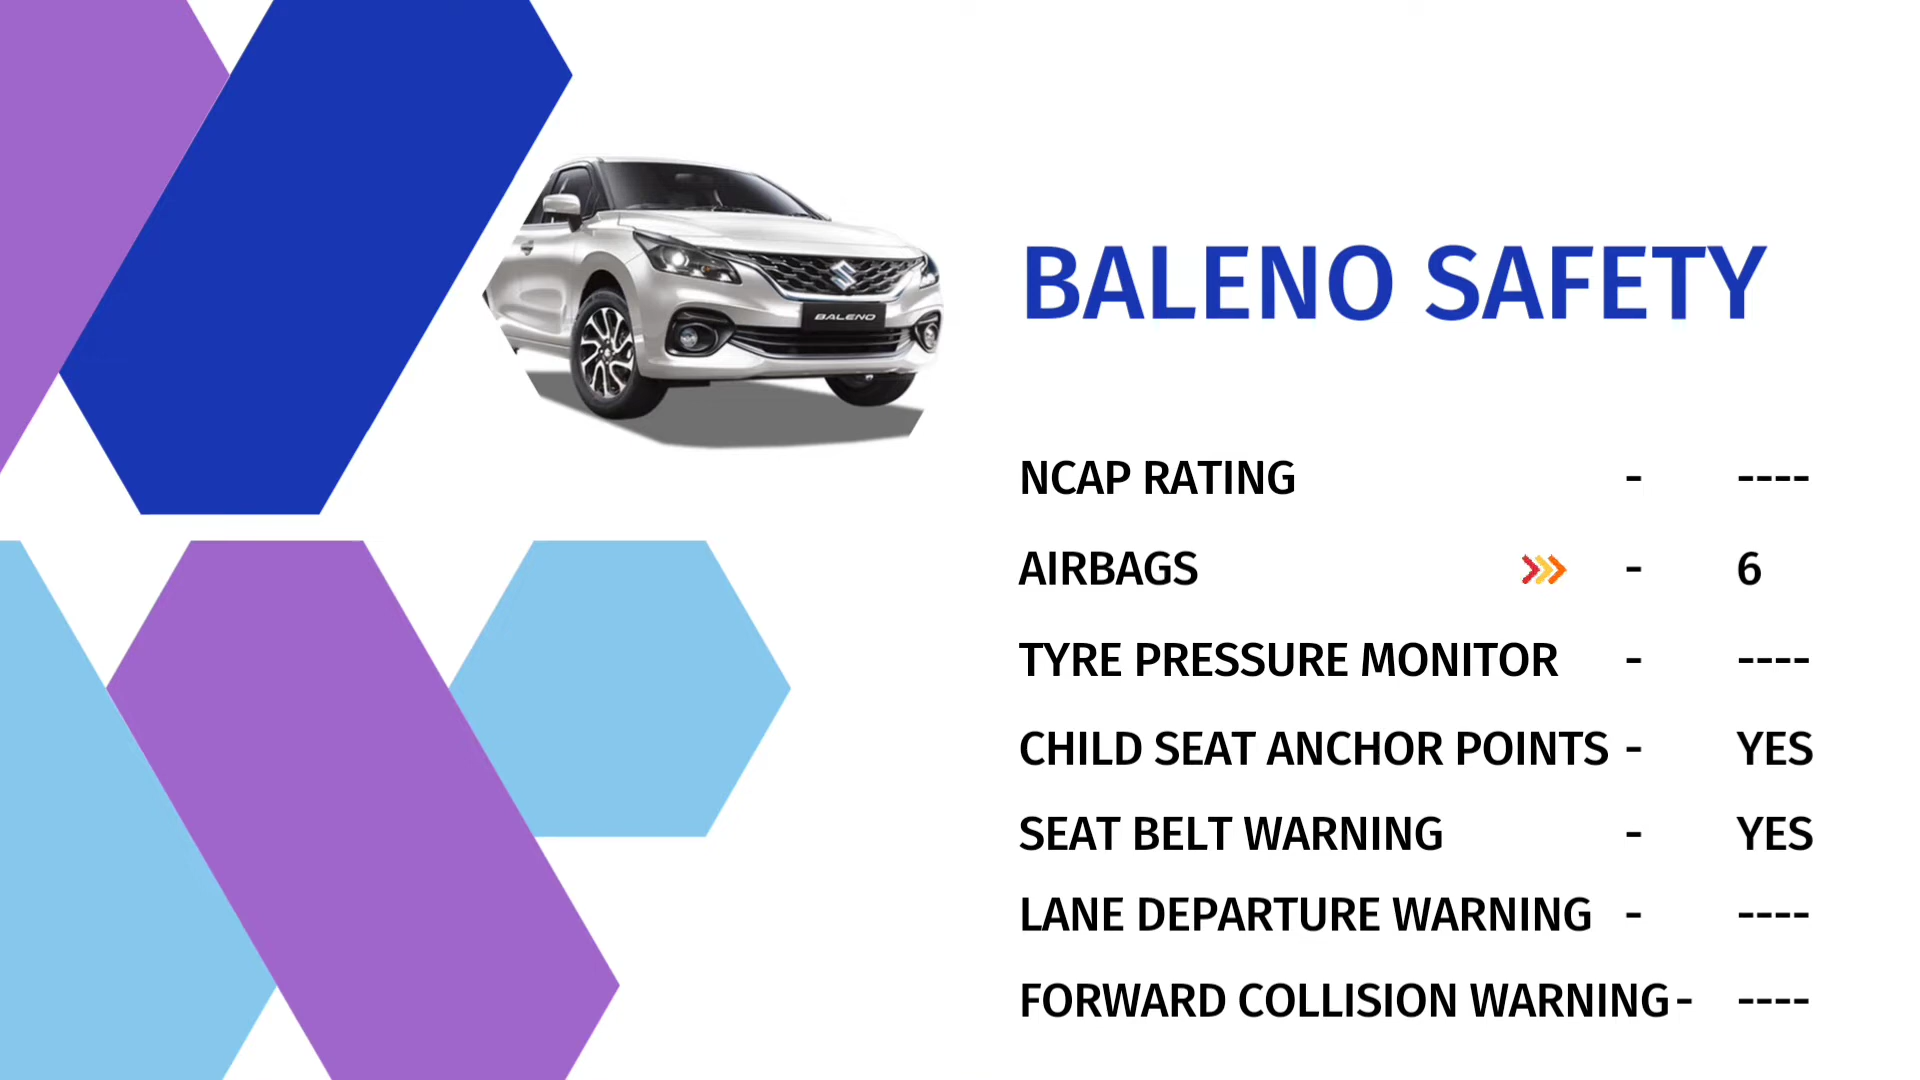 BALENO
BALENO SAFETY
NCAP RATING - ----
AIRBAGS - 6
TYRE PRESSURE MONITOR - ----
CHILD SEAT ANCHOR POINTS - YES
SEAT BELT WARNING - YES
LANE DEPARTURE WARNING - ----
FORWARD COLLISION WARNING - ----